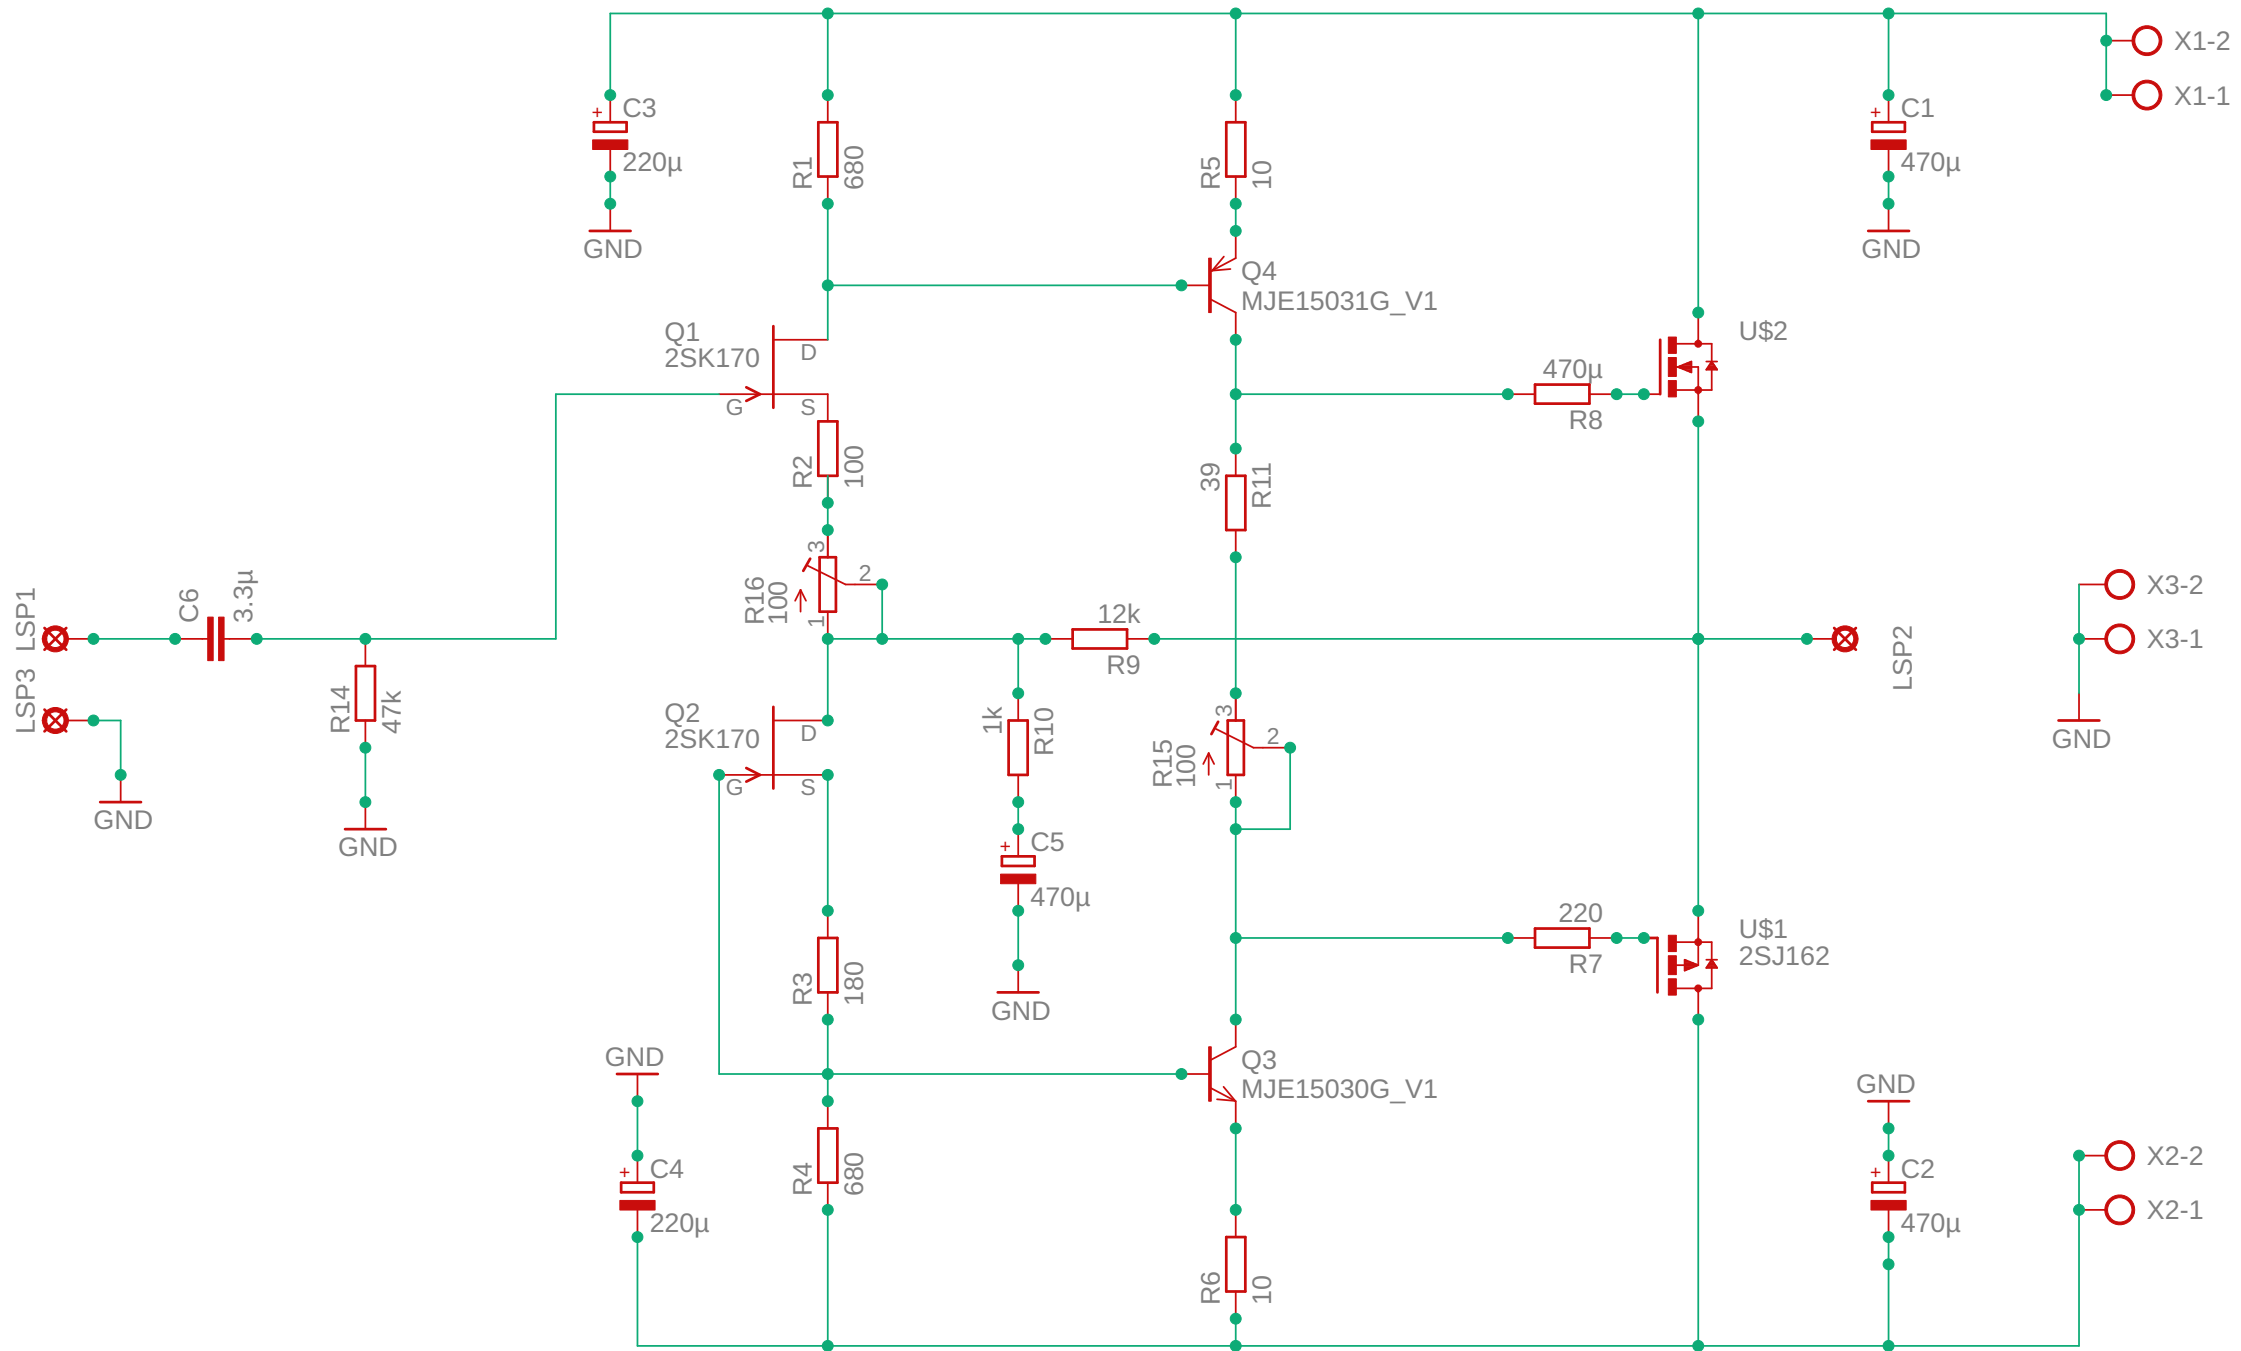 X1-2
X1-1
C3
+
220µ
GND
R1
680
R5
10
C1
+
470µ
GND
Q4
MJE15031G_V1
Q1
2SK170
D
G
S
U$2
470µ
R8
R2
100
39
R11
3
2
1
R16
100
LSP1
C6
3.3µ
12k
R9
LSP2
X3-2
X3-1
GND
LSP3
GND
R14
47k
GND
Q2
2SK170
D
G
S
1k
R10
3
2
1
R15
100
C5
+
470µ
GND
220
R7
U$1
2SJ162
R3
180
Q3
MJE15030G_V1
GND
C4
+
220µ
R4
680
R6
10
GND
C2
+
470µ
X2-2
X2-1